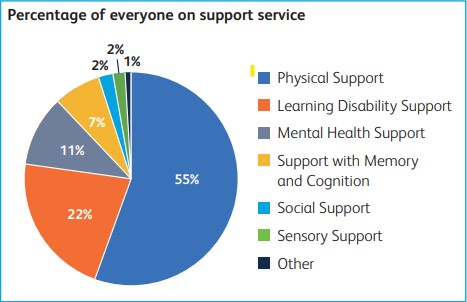 Percentage of everyone on support service
2%
2%
1%
7%
11%
55%
22%
Physical Support
Learning Disability Support
Mental Health Support
Support with Memory
and Cognition
Social Support
Sensory Support
Other